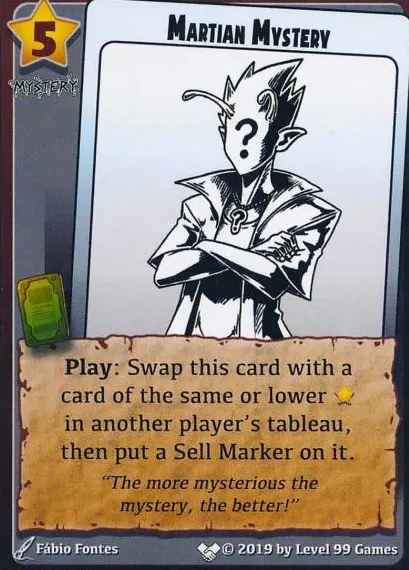 5
MARTIAN MYSTERY
MYSTERY
?
?
Play: Swap this card with a
card of the same or lower ⭐
in another player's tableau,
then put a Sell Marker on it.
"The more mysterious the
mystery, the better!"
Fábio Fontes
© 2019 by Level 99 Games